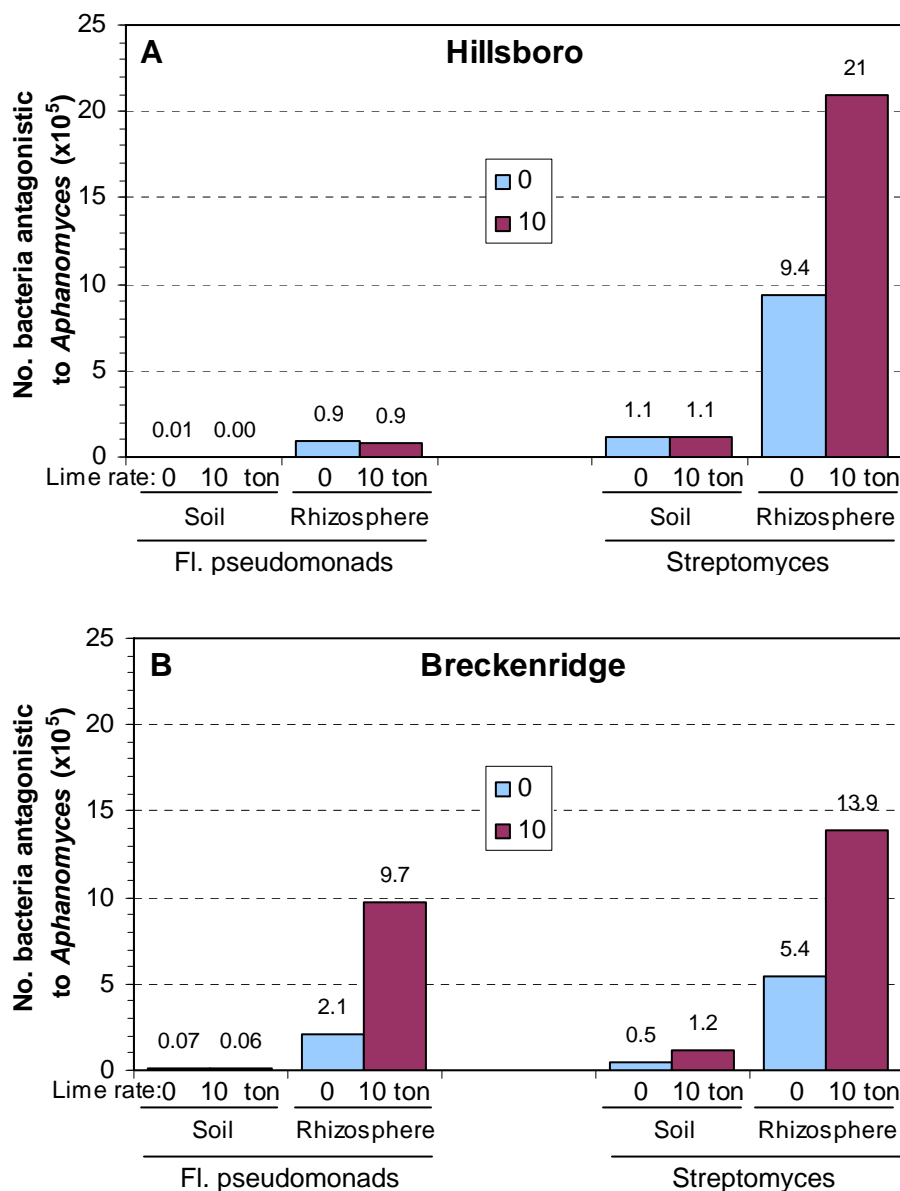 A Hillsboro
No. bacteria antagonistic
to Aphanomyces (x10⁵)
25
20
15
10
5
0
0.01 0.00 0.9 0.9 1.1 1.1 9.4 21
0
10
Lime rate: 0 10 ton 0 10 ton 0 10 ton 0 10 ton
Soil Rhizosphere Soil Rhizosphere
Fl. pseudomonads Streptomyces
B Breckenridge
No. bacteria antagonistic
to Aphanomyces (x10⁵)
25
20
15
10
5
0
0.07 0.06 2.1 9.7 0.5 1.2 5.4 13.9
0
10
Lime rate: 0 10 ton 0 10 ton 0 10 ton 0 10 ton
Soil Rhizosphere Soil Rhizosphere
Fl. pseudomonads Streptomyces